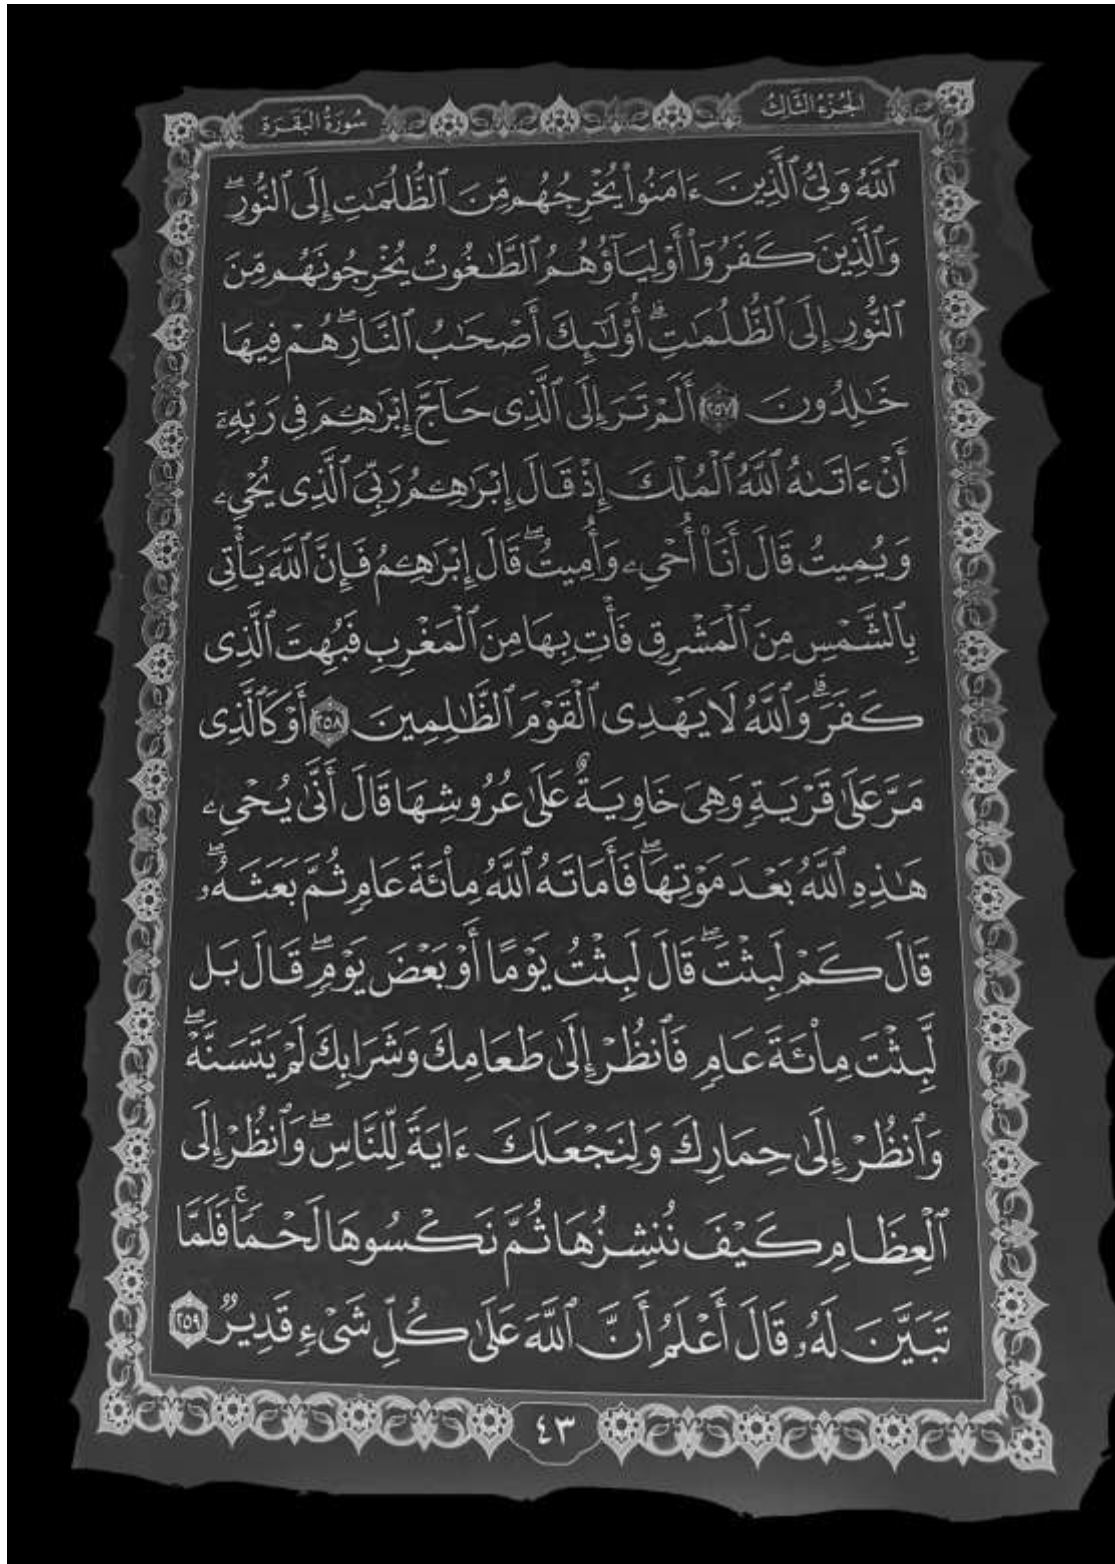 الجزء الثالث
سورة البقرة
ٱللَّهُ وَلِىُّ ٱلَّذِينَ ءَامَنُوا۟ يُخْرِجُهُم مِّنَ ٱلظُّلُمَٰتِ إِلَى ٱلنُّورِ ۖ
وَٱلَّذِينَ كَفَرُوٓا۟ أَوْلِيَآؤُهُمُ ٱلطَّٰغُوتُ يُخْرِجُونَهُم مِّنَ
ٱلنُّورِ إِلَى ٱلظُّلُمَٰتِ ۗ أُو۟لَٰٓئِكَ أَصْحَٰبُ ٱلنَّارِ ۖ هُمْ فِيهَا
خَٰلِدُونَ ٢٥٧ أَلَمْ تَرَ إِلَى ٱلَّذِى حَآجَّ إِبْرَٰهِـۧمَ فِى رَبِّهِۦٓ
أَنْ ءَاتَىٰهُ ٱللَّهُ ٱلْمُلْكَ إِذْ قَالَ إِبْرَٰهِـۧمُ رَبِّىَ ٱلَّذِى يُحْىِۦ
وَيُمِيتُ قَالَ أَنَا۠ أُحْىِۦ وَأُمِيتُ ۖ قَالَ إِبْرَٰهِـۧمُ فَإِنَّ ٱللَّهَ يَأْتِى
بِٱلشَّمْسِ مِنَ ٱلْمَشْرِقِ فَأْتِ بِهَا مِنَ ٱلْمَغْرِبِ فَبُهِتَ ٱلَّذِى
كَفَرَ ۗ وَٱللَّهُ لَا يَهْدِى ٱلْقَوْمَ ٱلظَّٰلِمِينَ ٢٥٨ أَوْ كَٱلَّذِى
مَرَّ عَلَىٰ قَرْيَةٍ وَهِىَ خَاوِيَةٌ عَلَىٰ عُرُوشِهَا قَالَ أَنَّىٰ يُحْىِۦ
هَٰذِهِ ٱللَّهُ بَعْدَ مَوْتِهَا ۖ فَأَمَاتَهُ ٱللَّهُ مِا۟ئَةَ عَامٍ ثُمَّ بَعَثَهُۥ ۖ
قَالَ كَمْ لَبِثْتَ ۖ قَالَ لَبِثْتُ يَوْمًا أَوْ بَعْضَ يَوْمٍ ۖ قَالَ بَل
لَّبِثْتَ مِا۟ئَةَ عَامٍ فَٱنظُرْ إِلَىٰ طَعَامِكَ وَشَرَابِكَ لَمْ يَتَسَنَّهْ ۖ
وَٱنظُرْ إِلَىٰ حِمَارِكَ وَلِنَجْعَلَكَ ءَايَةً لِّلنَّاسِ ۖ وَٱنظُرْ إِلَى
ٱلْعِظَامِ كَيْفَ نُنشِزُهَا ثُمَّ نَكْسُوهَا لَحْمًا ۚ فَلَمَّا
تَبَيَّنَ لَهُۥ قَالَ أَعْلَمُ أَنَّ ٱللَّهَ عَلَىٰ كُلِّ شَىْءٍ قَدِيرٌ ٢٥٩
٤٣